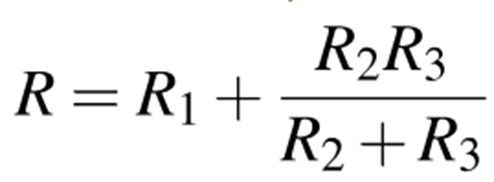 R = R₁ + R₂R₃ / (R₂ + R₃)